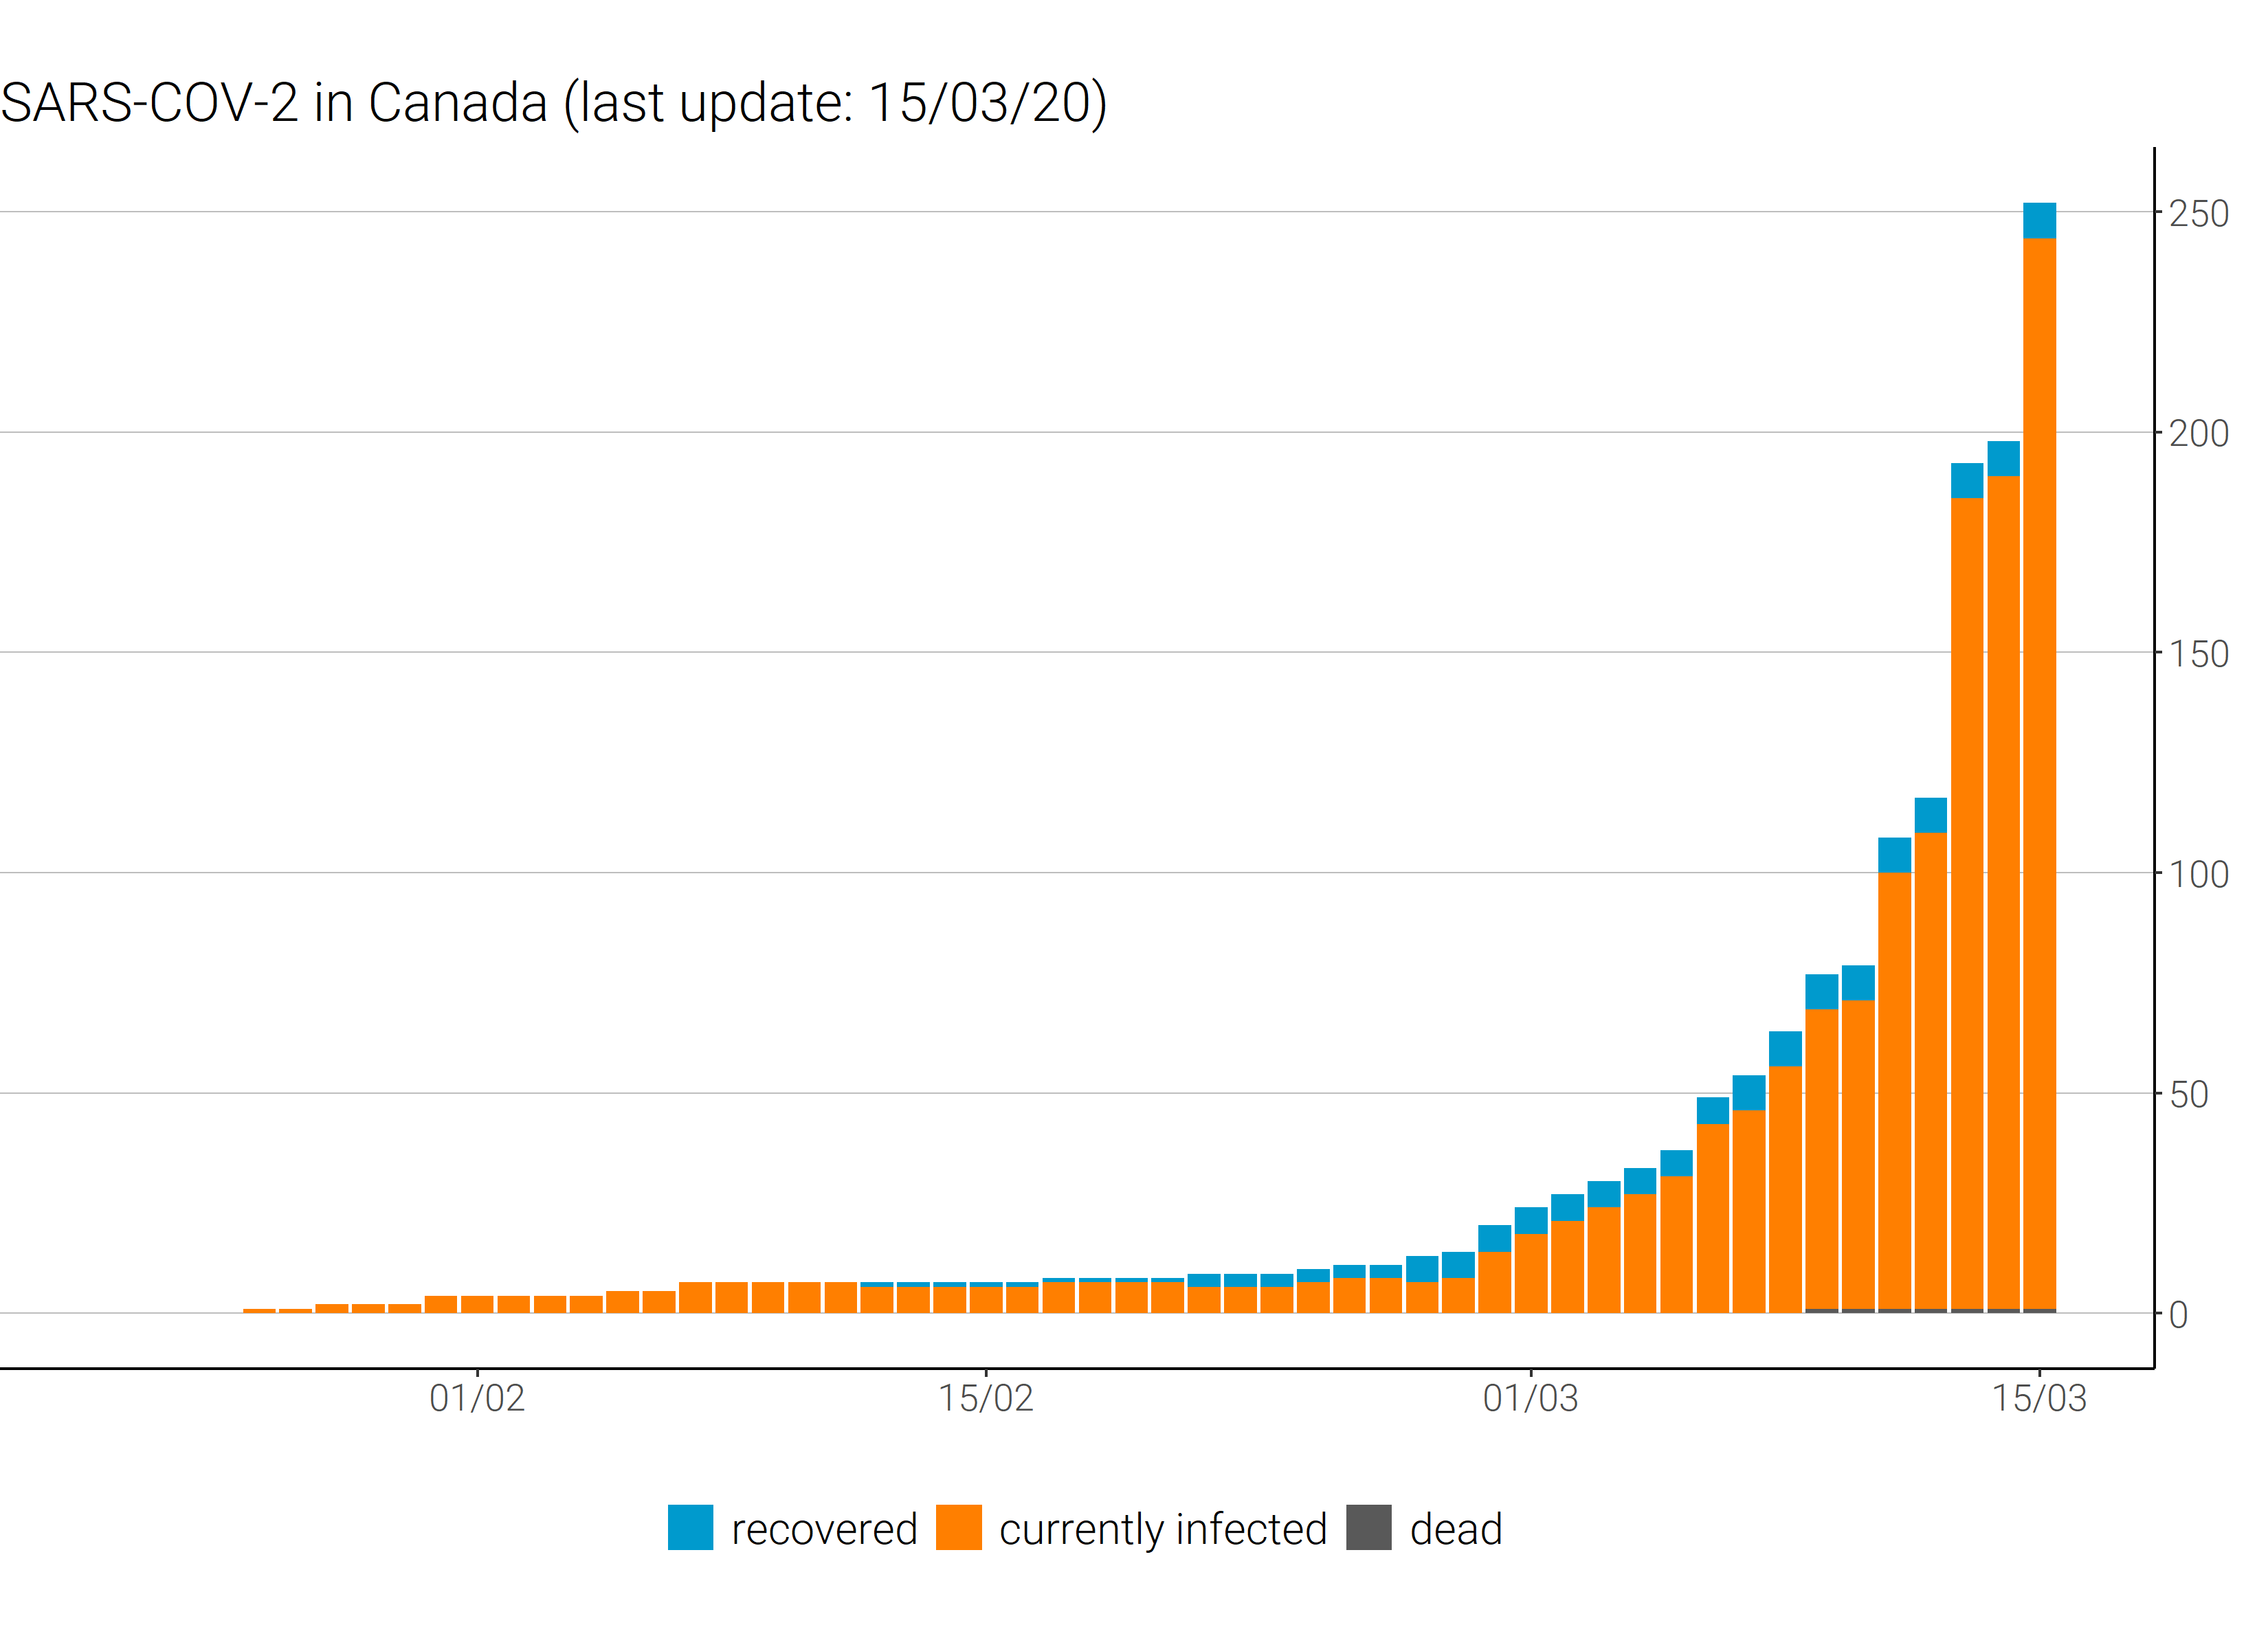 SARS-COV-2 in Canada (last update: 15/03/20)
250
200
150
100
50
0
01/02 15/02 01/03 15/03
recovered currently infected dead